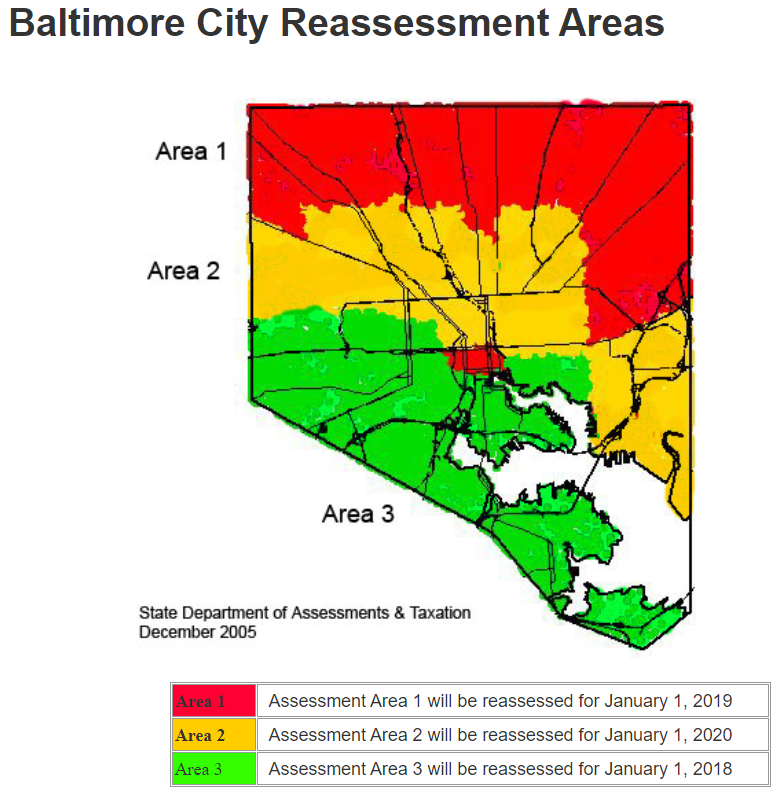 Baltimore City Reassessment Areas
Area 1
Area 2
Area 3
State Department of Assessments & Taxation
December 2005
Area 1 Assessment Area 1 will be reassessed for January 1, 2019
Area 2 Assessment Area 2 will be reassessed for January 1, 2020
Area 3 Assessment Area 3 will be reassessed for January 1, 2018